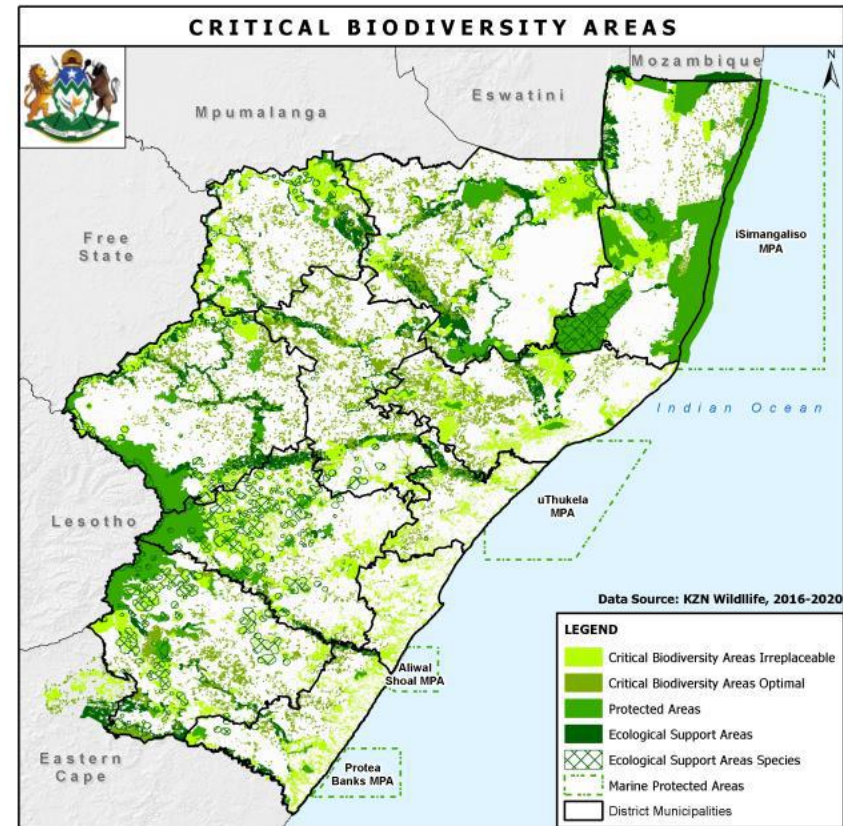 CRITICAL BIODIVERSITY AREAS
Mozambique
N
Eswatini
Mpumalanga
Free
State
iSimangaliso
MPA
Indian Ocean
uThukela
MPA
Lesotho
Data Source: KZN Wildllife, 2016-2020
LEGEND
Critical Biodiversity Areas Irreplaceable
Critical Biodiversity Areas Optimal
Protected Areas
Ecological Support Areas
Ecological Support Areas Species
Marine Protected Areas
District Municipalities
Aliwal
Shoal MPA
Eastern
Cape
Protea
Banks MPA